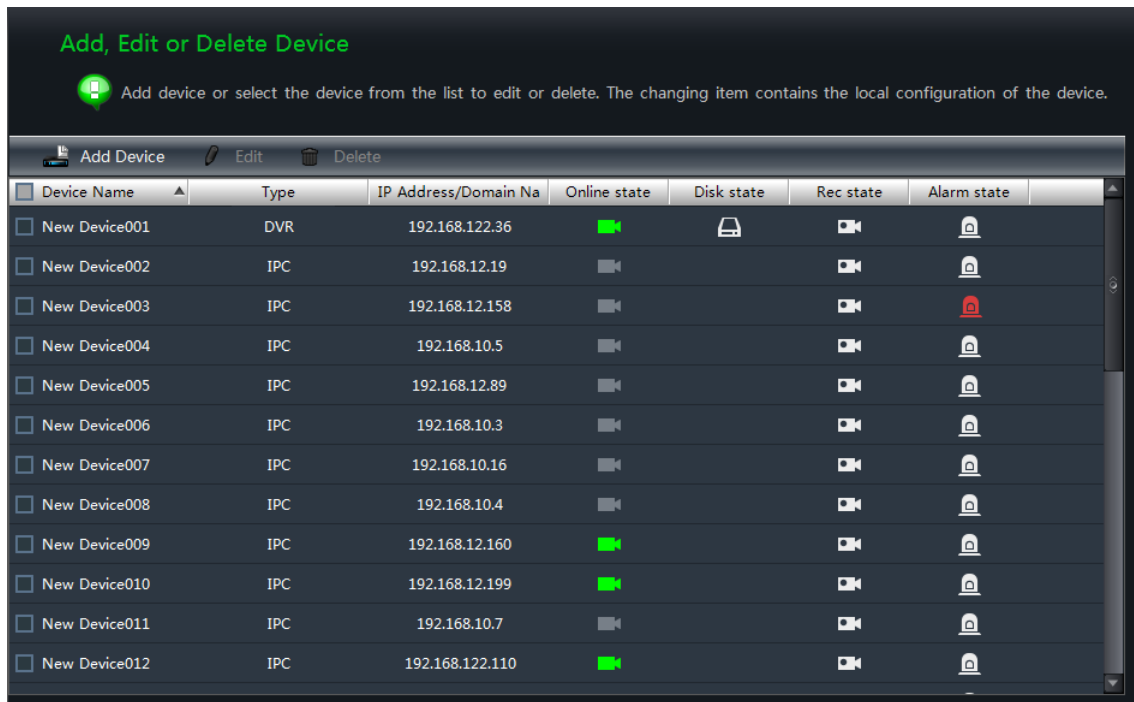 Add, Edit or Delete Device
Add device or select the device from the list to edit or delete. The changing item contains the local configuration of the device.
Add Device Edit Delete
Device Name Type IP Address/Domain Na Online state Disk state Rec state Alarm state
New Device001 DVR 192.168.122.36
New Device002 IPC 192.168.12.19
New Device003 IPC 192.168.12.158
New Device004 IPC 192.168.10.5
New Device005 IPC 192.168.12.89
New Device006 IPC 192.168.10.3
New Device007 IPC 192.168.10.16
New Device008 IPC 192.168.10.4
New Device009 IPC 192.168.12.160
New Device010 IPC 192.168.12.199
New Device011 IPC 192.168.10.7
New Device012 IPC 192.168.122.110